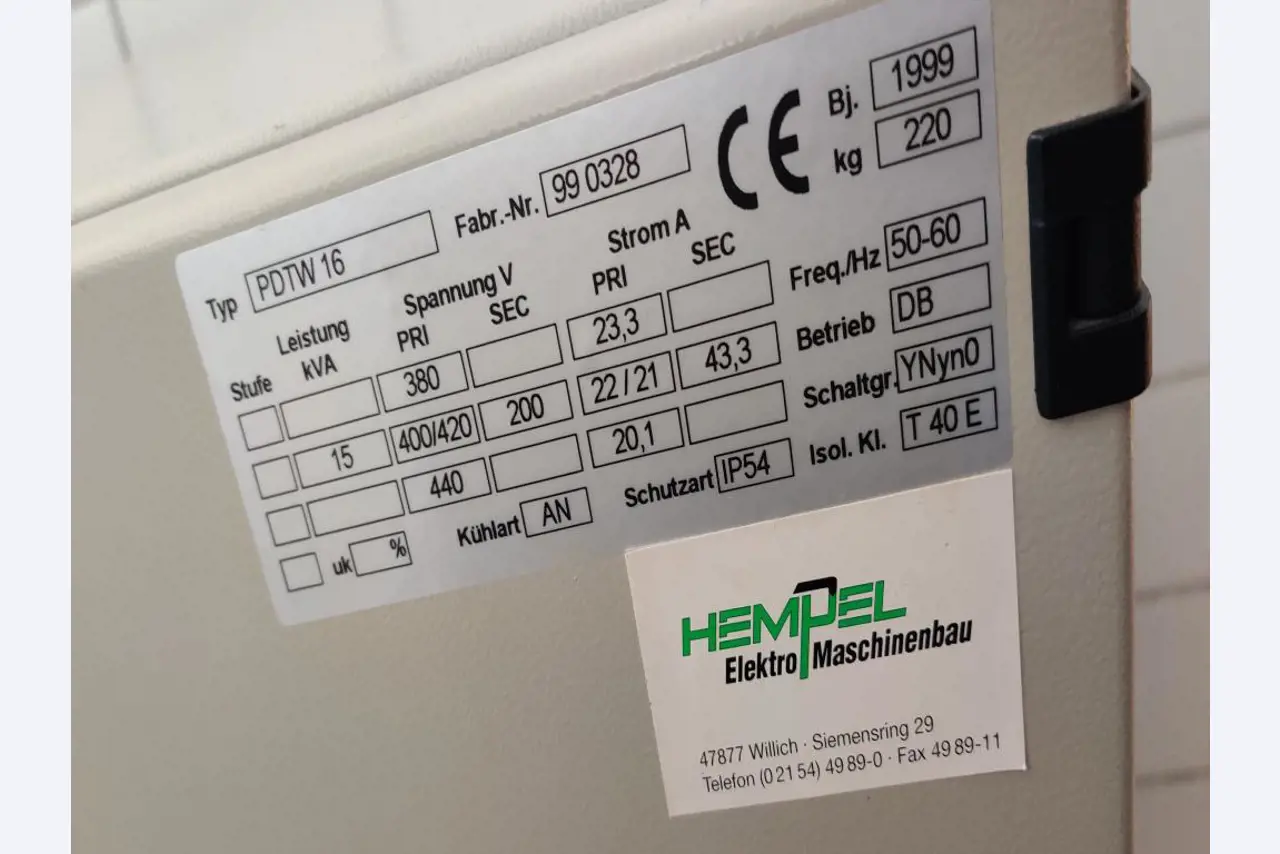 Typ PDTW 16 Fabr.-Nr. 99 0328 CE Bj. 1999
kg 220
Leistung Spannung V Strom A Freq./Hz 50-60
Stufe kVA PRI SEC PRI SEC
380 23,3 Betrieb DB
15 400/420 200 22 / 21 43,3 Schaltgr. YNyn0
440 20,1 Isol. Kl. T 40 E
uk % Kühlart AN Schutzart IP54
HEMPEL
Elektro Maschinenbau
47877 Willich · Siemensring 29
Telefon (0 21 54) 49 89-0 · Fax 49 89-11